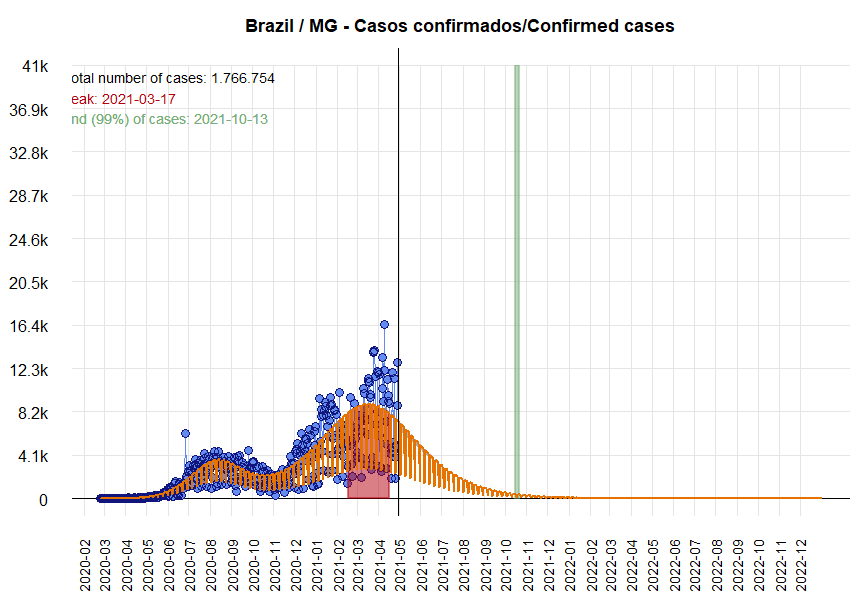 Brazil / MG - Casos confirmados/Confirmed cases
41k
otal number of cases: 1.766.754
eak: 2021-03-17
nd (99%) of cases: 2021-10-13
36.9k
32.8k
28.7k
24.6k
20.5k
16.4k
12.3k
8.2k
4.1k
0
2020-02
2020-03
2020-04
2020-05
2020-06
2020-07
2020-08
2020-09
2020-10
2020-11
2020-12
2021-01
2021-02
2021-03
2021-04
2021-05
2021-06
2021-07
2021-08
2021-09
2021-10
2021-11
2021-12
2022-01
2022-02
2022-03
2022-04
2022-05
2022-06
2022-07
2022-08
2022-09
2022-10
2022-11
2022-12